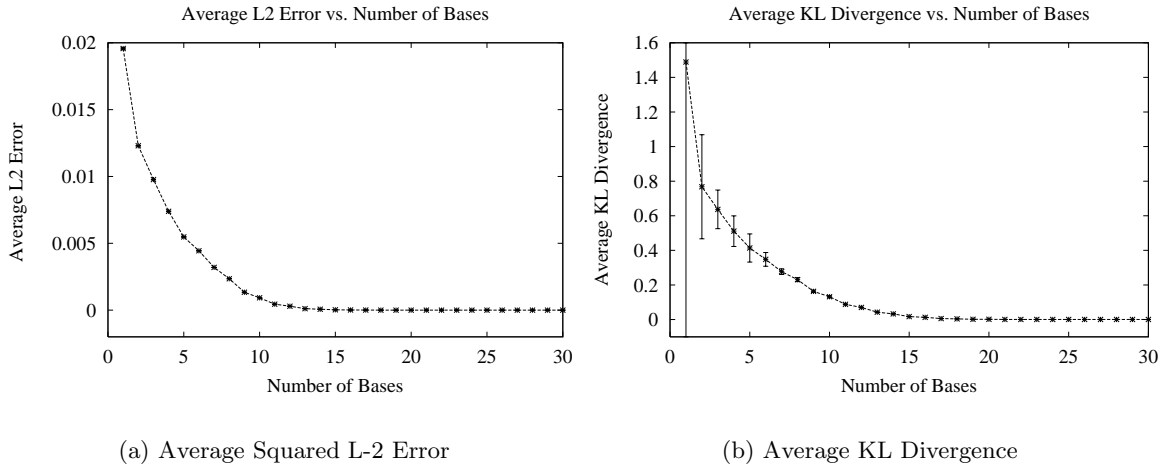 Average L2 Error vs. Number of Bases
0.02
0.015
0.01
0.005
0
Average L2 Error
0 5 10 15 20 25 30
Number of Bases
(a) Average Squared L-2 Error
Average KL Divergence vs. Number of Bases
1.6
1.4
1.2
1
0.8
0.6
0.4
0.2
0
Average KL Divergence
0 5 10 15 20 25 30
Number of Bases
(b) Average KL Divergence